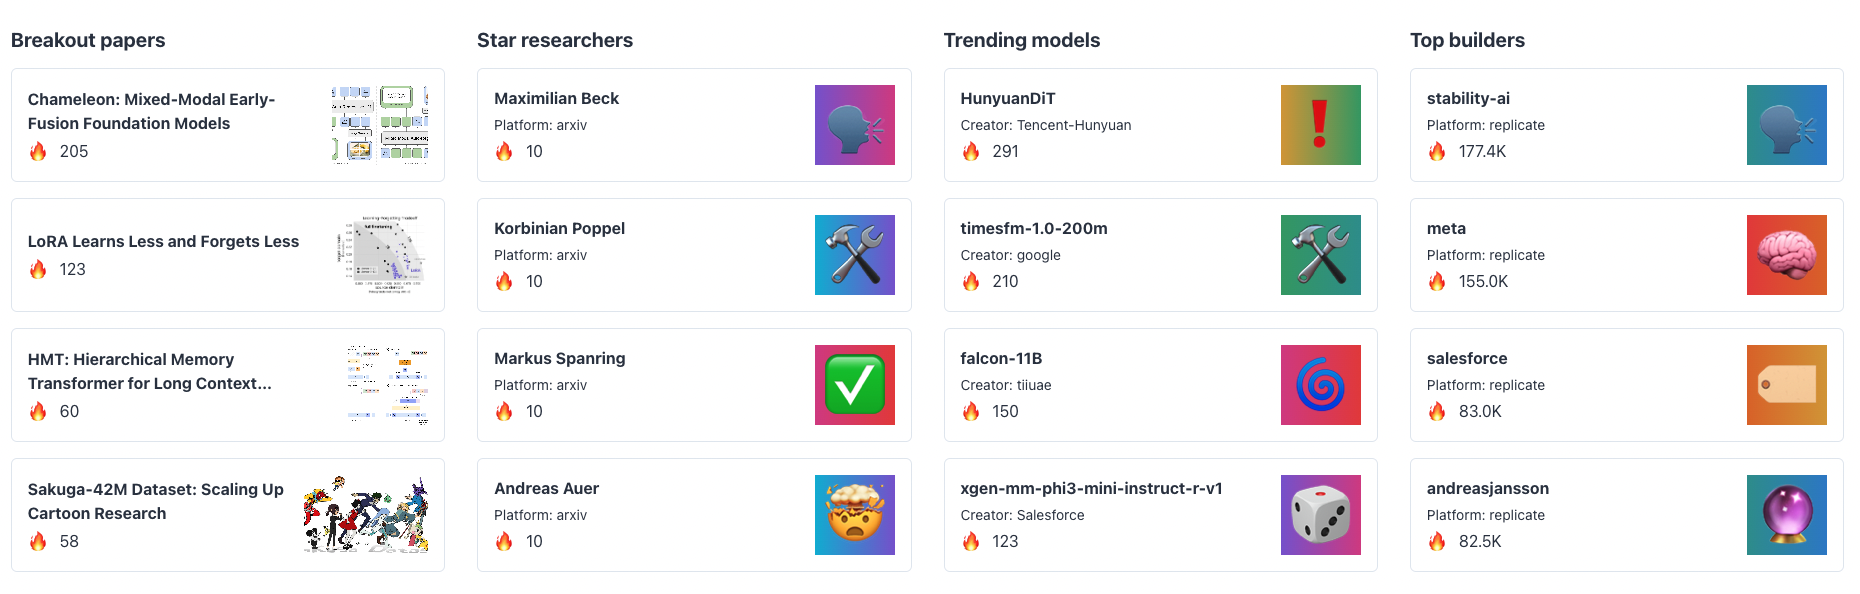 Breakout papers
Chameleon: Mixed-Modal Early-
Fusion Foundation Models
205
LoRA Learns Less and Forgets Less
123
HMT: Hierarchical Memory
Transformer for Long Context...
60
Sakuga-42M Dataset: Scaling Up
Cartoon Research
58
Star researchers
Maximilian Beck
Platform: arxiv
10
Korbinian Poppel
Platform: arxiv
10
Markus Spanring
Platform: arxiv
10
Andreas Auer
Platform: arxiv
10
Trending models
HunyuanDiT
Creator: Tencent-Hunyuan
291
timesfm-1.0-200m
Creator: google
210
falcon-11B
Creator: tiiuae
150
xgen-mm-phi3-mini-instruct-r-v1
Creator: Salesforce
123
Top builders
stability-ai
Platform: replicate
177.4K
meta
Platform: replicate
155.0K
salesforce
Platform: replicate
83.0K
andreasjansson
Platform: replicate
82.5K